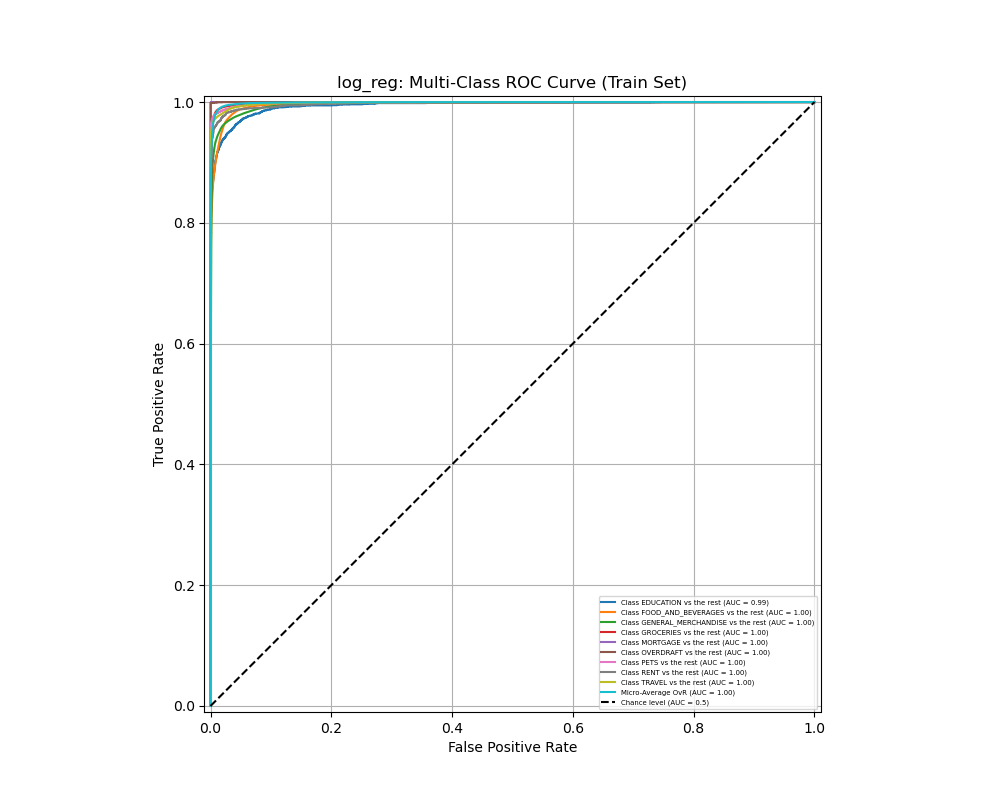 log_reg: Multi-Class ROC Curve (Train Set)
True Positive Rate
1.0
0.8
0.6
0.4
0.2
0.0
Class EDUCATION vs the rest (AUC = 0.99)
Class FOOD_AND_BEVERAGES vs the rest (AUC = 1.00)
Class GENERAL_MERCHANDISE vs the rest (AUC = 1.00)
Class GROCERIES vs the rest (AUC = 1.00)
Class MORTGAGE vs the rest (AUC = 1.00)
Class OVERDRAFT vs the rest (AUC = 1.00)
Class PETS vs the rest (AUC = 1.00)
Class RENT vs the rest (AUC = 1.00)
Class TRAVEL vs the rest (AUC = 1.00)
Micro-Average OvR (AUC = 1.00)
Chance level (AUC = 0.5)
0.0 0.2 0.4 0.6 0.8 1.0
False Positive Rate